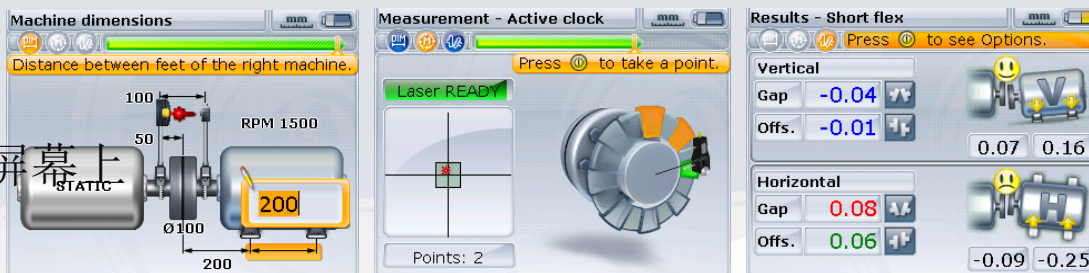 Machine dimensions
mm
DIM M
Distance between feet of the right machine.
100
50
RPM 1500
屏幕上
STATIC
200
Ø100
200
Measurement - Active clock
mm
DIM M
Press to take a point.
Laser READY
Points: 2
Results - Short flex
mm
DIM M
Press to see Options.
Vertical
Gap -0.04
Offs. -0.01
V
0.07 0.16
Horizontal
Gap 0.08
Offs. 0.06
H
-0.09 -0.25